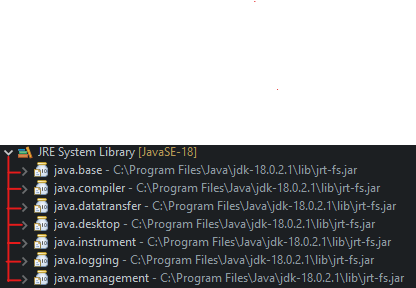 JRE System Library [JavaSE-18]
java.base - C:\Program Files\Java\jdk-18.0.2.1\lib\jrt-fs.jar
java.compiler - C:\Program Files\Java\jdk-18.0.2.1\lib\jrt-fs.jar
java.datatransfer - C:\Program Files\Java\jdk-18.0.2.1\lib\jrt-fs.jar
java.desktop - C:\Program Files\Java\jdk-18.0.2.1\lib\jrt-fs.jar
java.instrument - C:\Program Files\Java\jdk-18.0.2.1\lib\jrt-fs.jar
java.logging - C:\Program Files\Java\jdk-18.0.2.1\lib\jrt-fs.jar
java.management - C:\Program Files\Java\jdk-18.0.2.1\lib\jrt-fs.jar